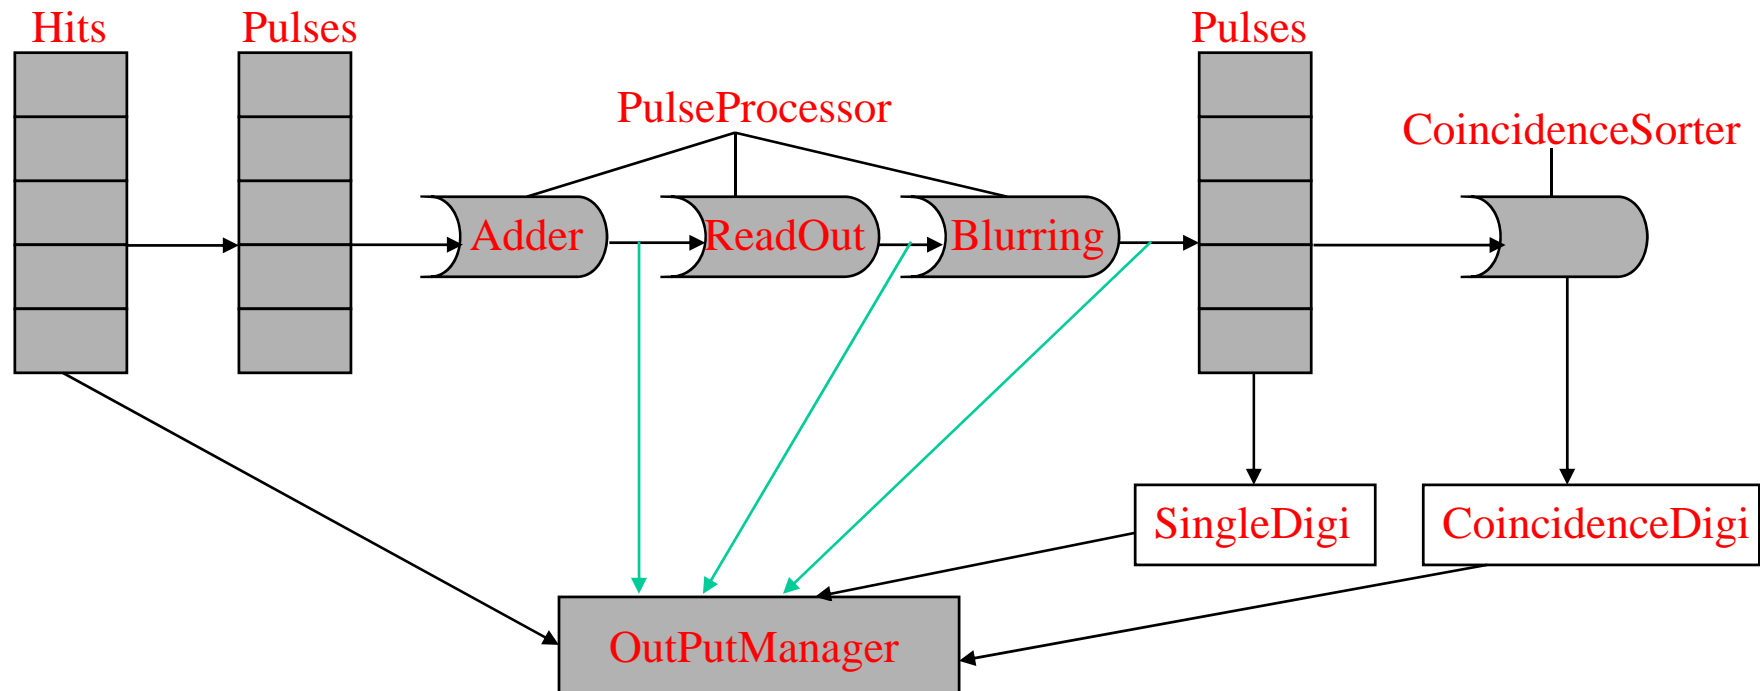 Hits
Pulses
Pulses
PulseProcessor
CoincidenceSorter
Adder
ReadOut
Blurring
SingleDigi
CoincidenceDigi
OutPutManager